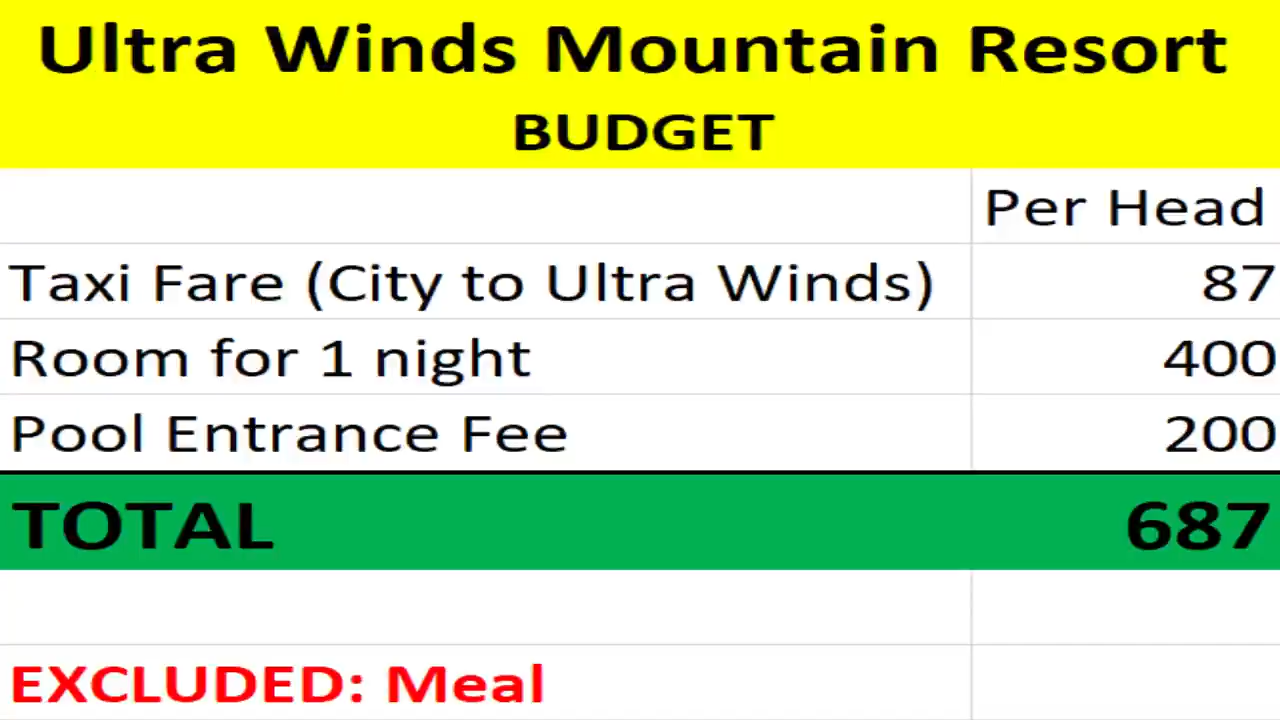 Ultra Winds Mountain Resort
BUDGET
Per Head
Taxi Fare (City to Ultra Winds) 87
Room for 1 night 400
Pool Entrance Fee 200
TOTAL 687
EXCLUDED: Meal